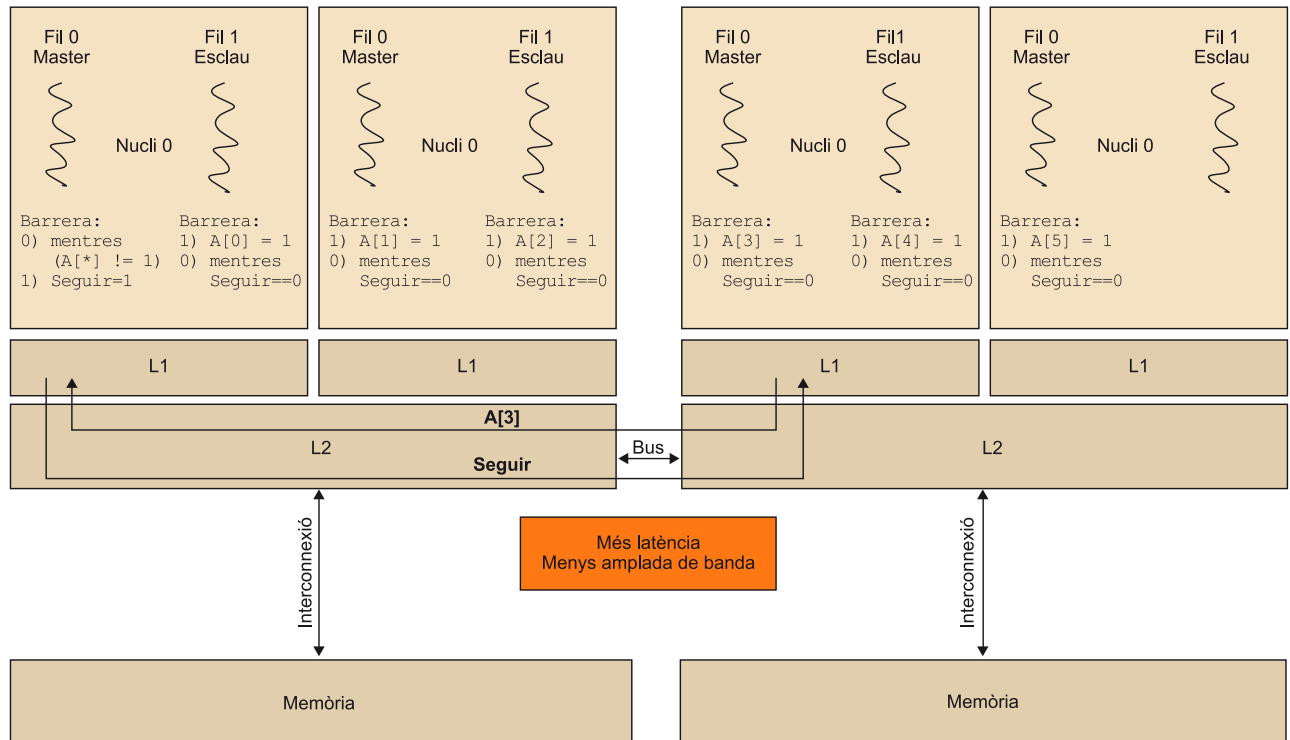 Fil 0
Master
Fil 1
Esclau
Nucli 0
Barrera:
0) mentres
(A[*] != 1)
1) Seguir=1
Barrera:
1) A[0] = 1
0) mentres
Seguir==0
Fil 0
Master
Fil 1
Esclau
Nucli 0
Barrera:
1) A[1] = 1
0) mentres
Seguir==0
Barrera:
1) A[2] = 1
0) mentres
Seguir==0
Fil 0
Master
Fil1
Esclau
Nucli 0
Barrera:
1) A[3] = 1
0) mentres
Seguir==0
Barrera:
1) A[4] = 1
0) mentres
Seguir==0
Fil 0
Master
Fil 1
Esclau
Nucli 0
Barrera:
1) A[5] = 1
0) mentres
Seguir==0
L1
L1
L1
L1
A[3]
L2
Bus
L2
Seguir
Interconnexió
Més latència
Menys amplada de banda
Interconnexió
Memòria
Memòria